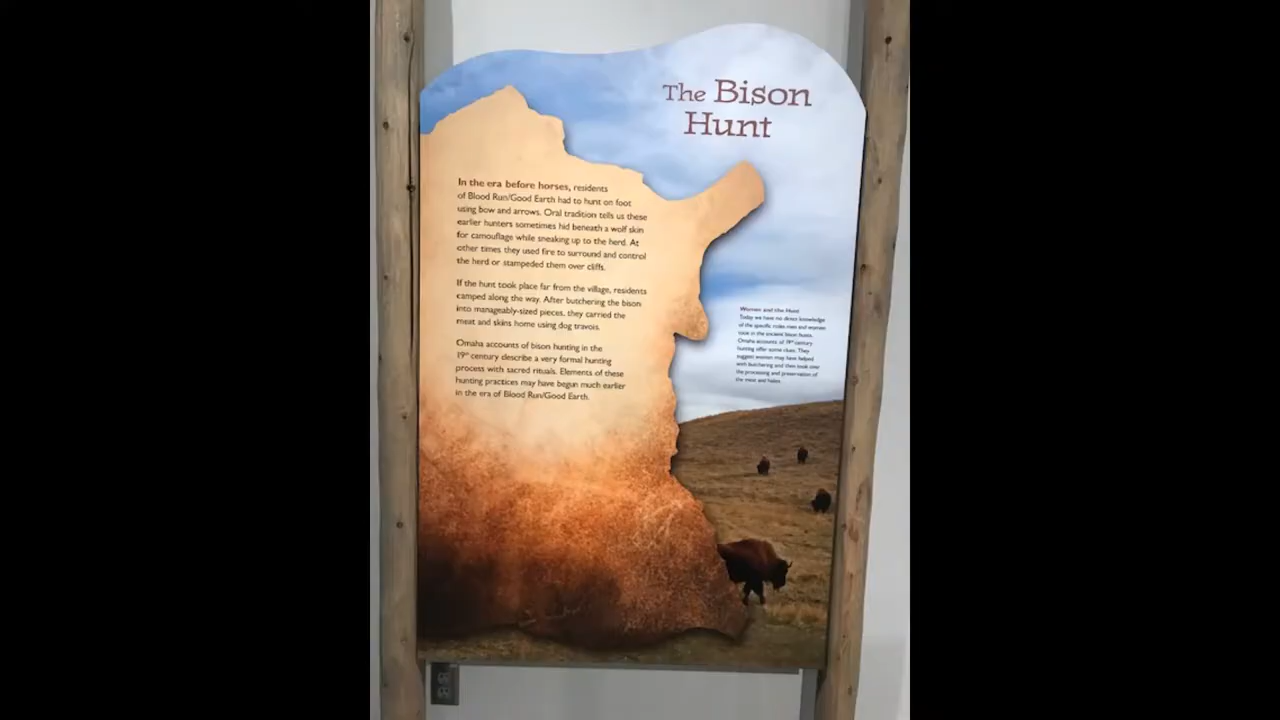 The Bison
Hunt
In the era before horses, residents
of Blood Run/Good Earth had to hunt on foot
using bow and arrows. Oral tradition tells us these
earlier hunters sometimes hid beneath a wolf skin
for camouflage while sneaking up to the herd. At
other times they used fire to surround and control
the herd or stampeded them over cliffs.
If the hunt took place far from the village, residents
camped along the way. After butchering the bison
into manageably-sized pieces, they carried the
meat and skins home using dog travois.
Omaha accounts of bison hunting in the
19th century describe a very formal hunting
process with sacred rituals. Elements of these
hunting practices may have begun much earlier
in the era of Blood Run/Good Earth.
Women and the Hunt
Today we have no direct knowledge
of the specific roles men and women
took in the ancient bison hunts.
Omaha accounts of 19th century
hunting offer some clues. They
suggest women may have helped
with butchering and then took over
the processing and preservation of
the meat and hides.